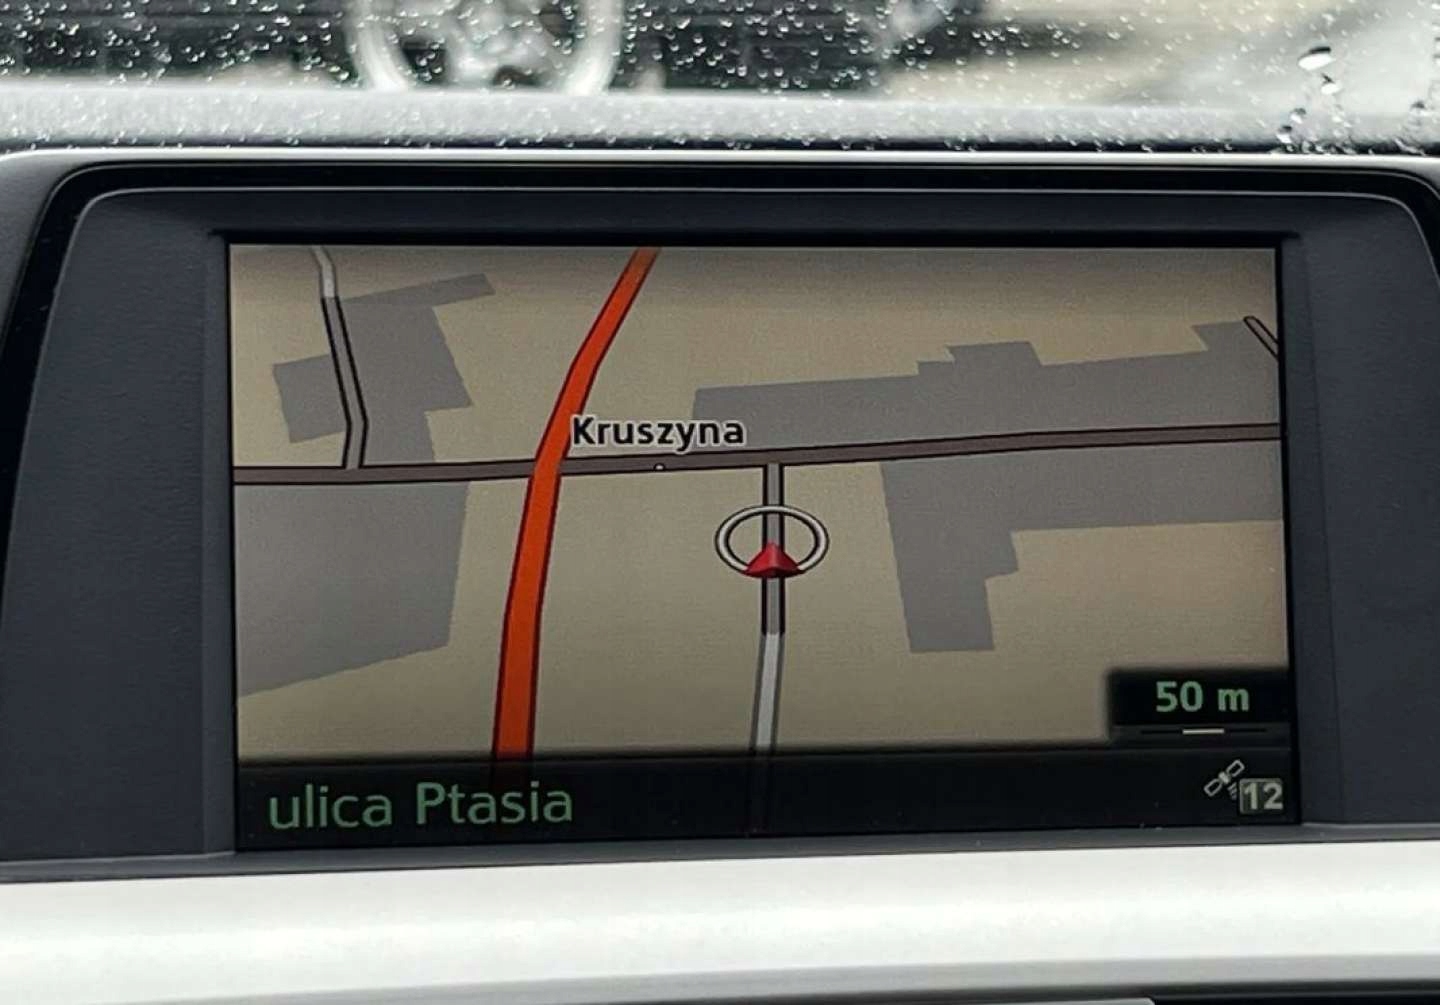 Kruszyna
50 m
ulica Ptasia
12